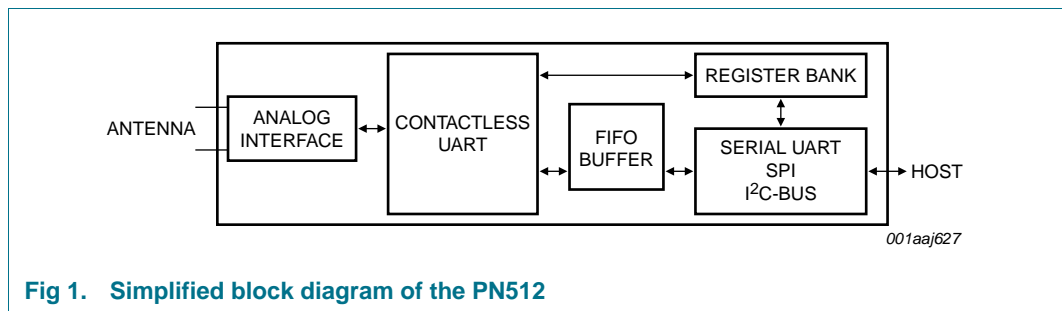 ANTENNA
ANALOG
INTERFACE
CONTACTLESS
UART
FIFO
BUFFER
REGISTER BANK
SERIAL UART
SPI
I²C-BUS
HOST
001aaj627
Fig 1. Simplified block diagram of the PN512